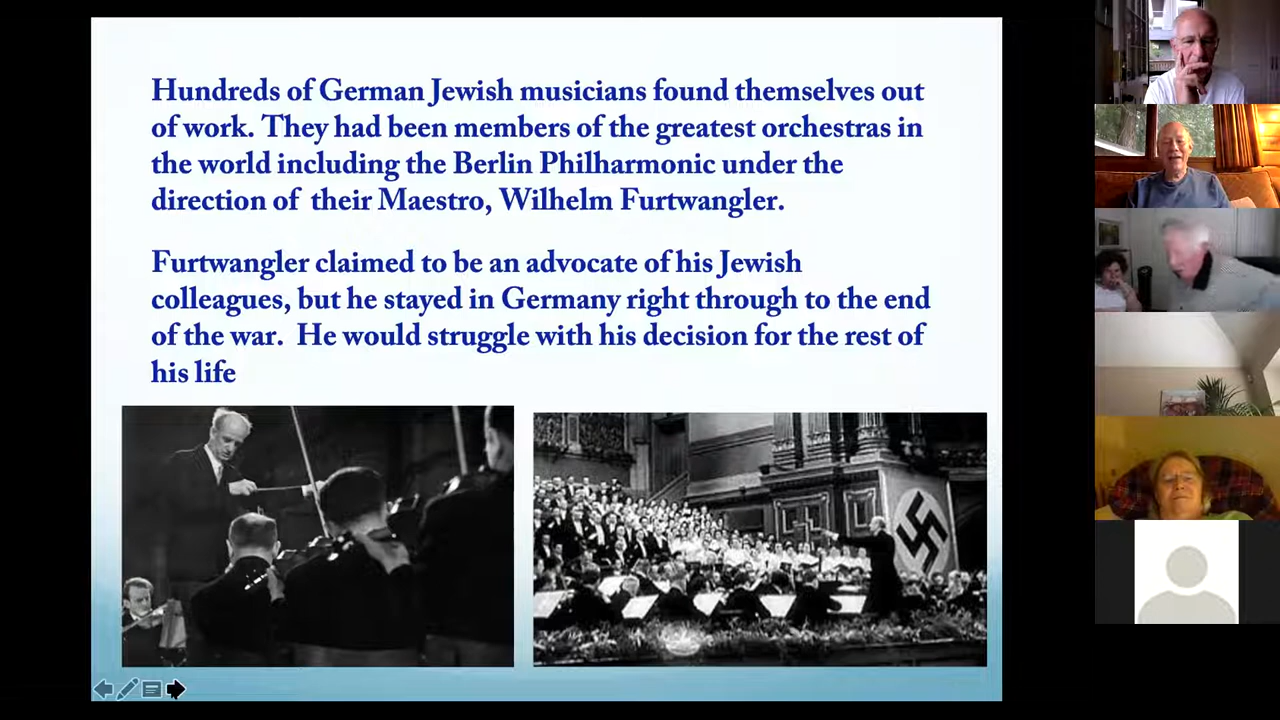 Hundreds of German Jewish musicians found themselves out
of work. They had been members of the greatest orchestras in
the world including the Berlin Philharmonic under the
direction of their Maestro, Wilhelm Furtwangler.
Furtwangler claimed to be an advocate of his Jewish
colleagues, but he stayed in Germany right through to the end
of the war. He would struggle with his decision for the rest of
his life